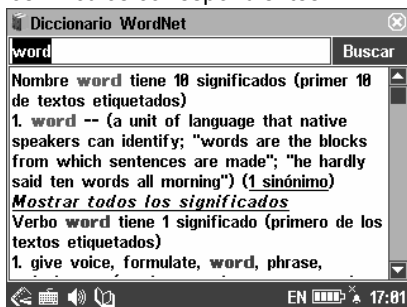 Diccionario WordNet
word
Buscar
Nombre word tiene 10 significados (primer 10
de textos etiquetados)
1. word -- (a unit of language that native
speakers can identify; "words are the blocks
from which sentences are made"; "he hardly
said ten words all morning") (1 sinónimo)
Mostrar todos los significados
Verbo word tiene 1 significado (primero de los
textos etiquetados)
1. give voice, formulate, word, phrase,
EN 17:01